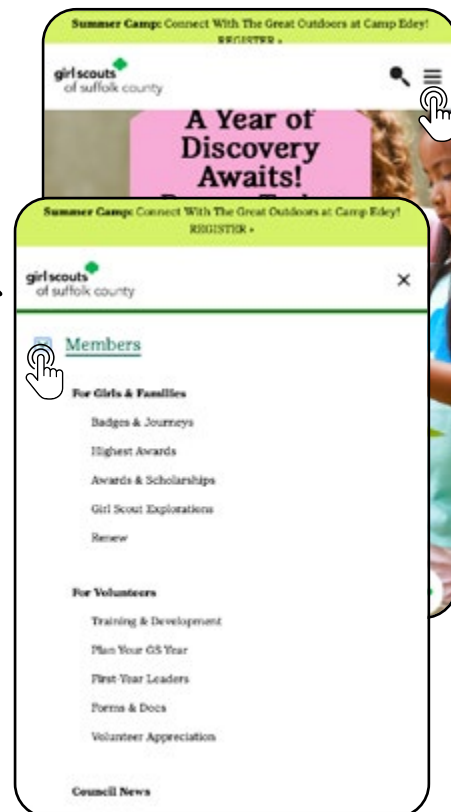 Summer Camp: Connect With The Great Outdoors at Camp Edey!
REGISTER »
girl scouts
of suffolk county
A Year of
Discovery
Awaits!
Summer Camp: Connect With The Great Outdoors at Camp Edey!
REGISTER »
girl scouts
of suffolk county
Members
For Girls & Families
Badges & Journeys
Highest Awards
Awards & Scholarships
Girl Scout Explorations
Renew
For Volunteers
Training & Development
Plan Your GS Year
First-Year Leaders
Forms & Docs
Volunteer Appreciation
Council News